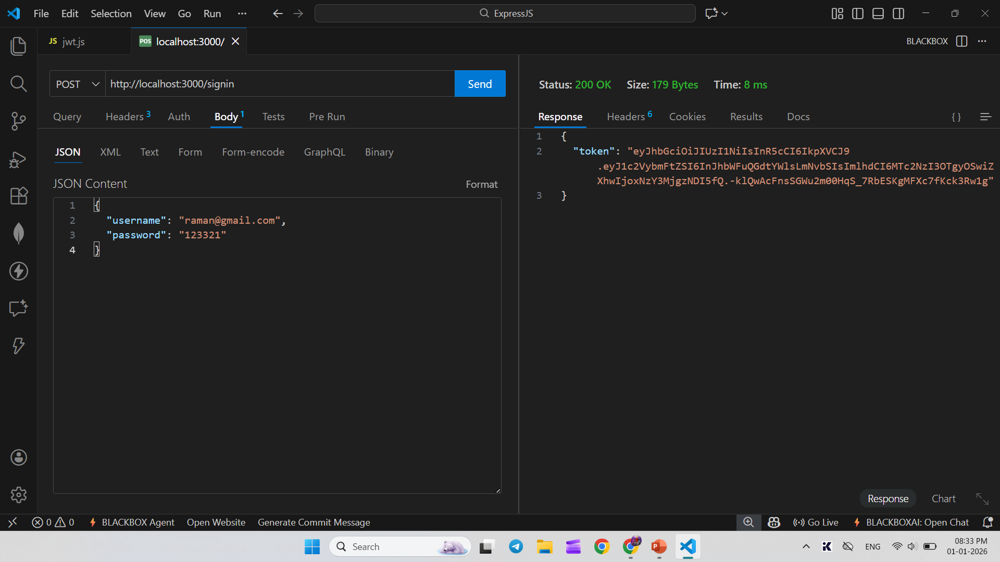 File Edit Selection View Go Run ···
ExpressJS
JS jwt.js
POS localhost:3000/
BLACKBOX
POST http://localhost:3000/signin Send
Query Headers 3 Auth Body 1 Tests Pre Run
JSON XML Text Form Form-encode GraphQL Binary
JSON Content Format
1 {
2 "username": "raman@gmail.com",
3 "password": "123321"
4 }
Status: 200 OK Size: 179 Bytes Time: 8 ms
Response Headers 6 Cookies Results Docs { }
1 {
2 "token": "eyJhbGciOiJIUzI1NiIsInR5cCI6IkpXVCJ9
.eyJ1c2VybmFtZSI6InJhbWFuQGdtYWlsLmNvbSIsImlhdCI6MTc2NzI3OTgyOSwiZ
XhwIjoxNzY3MjgzNDI5fQ.-klQwAcFnsSGWu2m00HqS_7RbESKgMFXc7fKck3Rw1g"
3 }
Response Chart
0 0 BLACKBOX Agent Open Website Generate Commit Message
Go Live BLACKBOXAI: Open Chat
Search
ENG
08:33 PM
01-01-2026